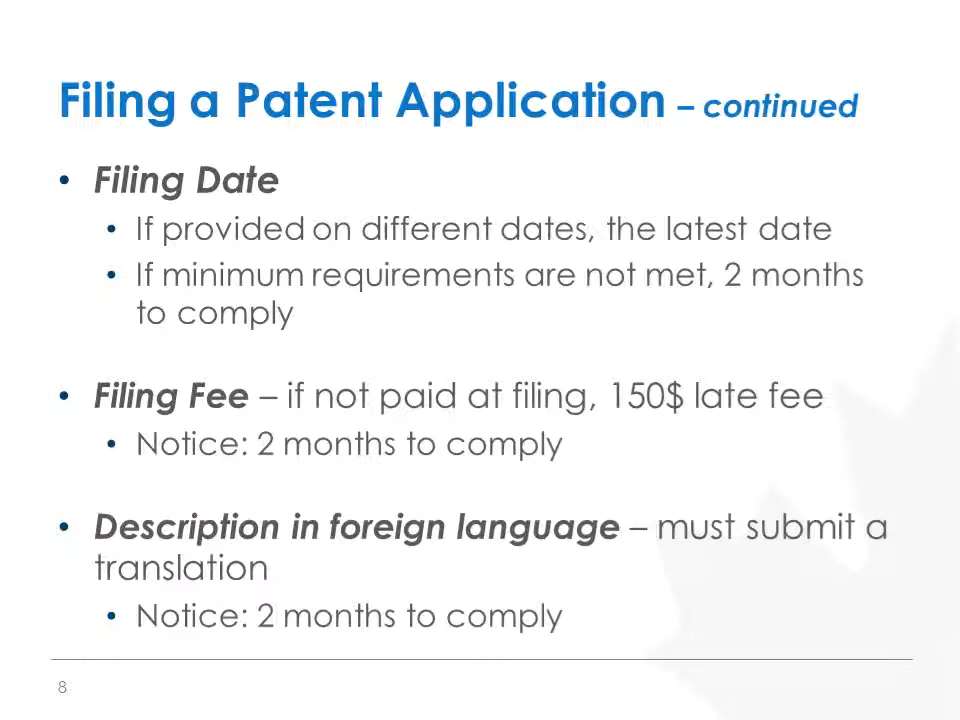 Filing a Patent Application – continued
• Filing Date
• If provided on different dates, the latest date
• If minimum requirements are not met, 2 months
to comply
• Filing Fee – if not paid at filing, 150$ late fee
• Notice: 2 months to comply
• Description in foreign language – must submit a
translation
• Notice: 2 months to comply
8